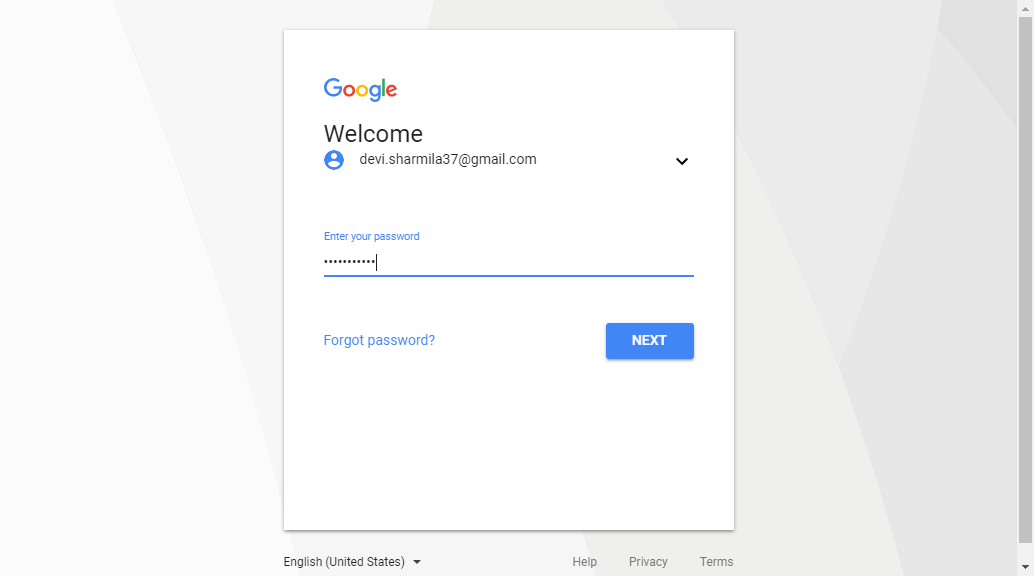 Google
Welcome
devi.sharmila37@gmail.com
Enter your password
•••••••••••
Forgot password?
NEXT
English (United States)
Help Privacy Terms